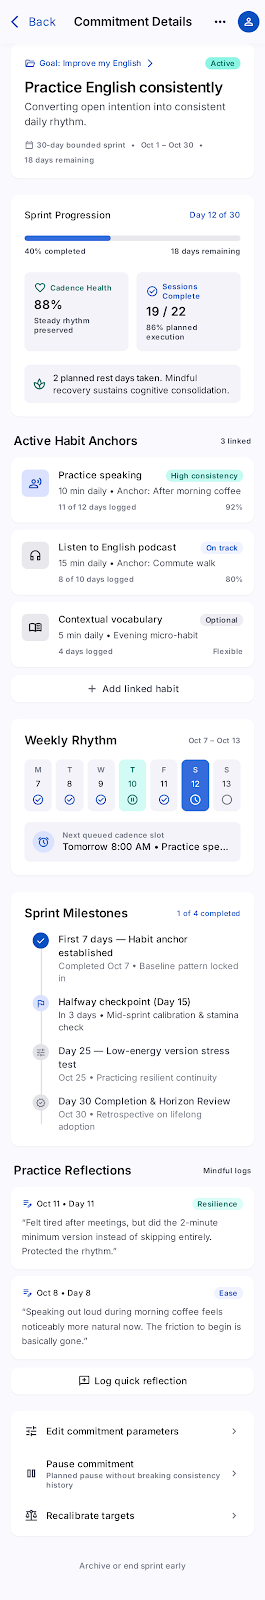 Back Commitment Details
Goal: Improve my English Active
Practice English consistently
Converting open intention into consistent
daily rhythm.
30-day bounded sprint • Oct 1 – Oct 30 •
18 days remaining
Sprint Progression Day 12 of 30
40% completed 18 days remaining
Cadence Health
88%
Steady rhythm
preserved
Sessions
Complete
19 / 22
86% planned
execution
2 planned rest days taken. Mindful
recovery sustains cognitive consolidation.
Active Habit Anchors 3 linked
Practice speaking High consistency
10 min daily • Anchor: After morning coffee
11 of 12 days logged 92%
Listen to English podcast On track
15 min daily • Anchor: Commute walk
8 of 10 days logged 80%
Contextual vocabulary Optional
5 min daily • Evening micro-habit
4 days logged Flexible
+ Add linked habit
Weekly Rhythm Oct 7 – Oct 13
M T W T F S S
7 8 9 10 11 12 13
Next queued cadence slot
Tomorrow 8:00 AM • Practice spe...
Sprint Milestones 1 of 4 completed
First 7 days — Habit anchor
established
Completed Oct 7 • Baseline pattern locked
in
Halfway checkpoint (Day 15)
In 3 days • Mid-sprint calibration & stamina
check
Day 25 — Low-energy version stress
test
Oct 25 • Practicing resilient continuity
Day 30 Completion & Horizon Review
Oct 30 • Retrospective on lifelong
adoption
Practice Reflections Mindful logs
Oct 11 • Day 11 Resilience
“Felt tired after meetings, but did the 2-minute
minimum version instead of skipping entirely.
Protected the rhythm.”
Oct 8 • Day 8 Ease
“Speaking out loud during morning coffee feels
noticeably more natural now. The friction to begin is
basically gone.”
Log quick reflection
Edit commitment parameters
Pause commitment
Planned pause without breaking consistency
history
Recalibrate targets
Archive or end sprint early